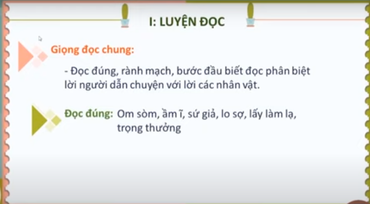 I: LUYỆN ĐỌC
Giọng đọc chung:
- Đọc đúng, rành mạch, bước đầu biết đọc phân biệt
lời người dẫn chuyện với lời các nhân vật.
Đọc đúng: Om sòm, ầm ĩ, sứ giả, lo sợ, lấy làm lạ,
trọng thưởng